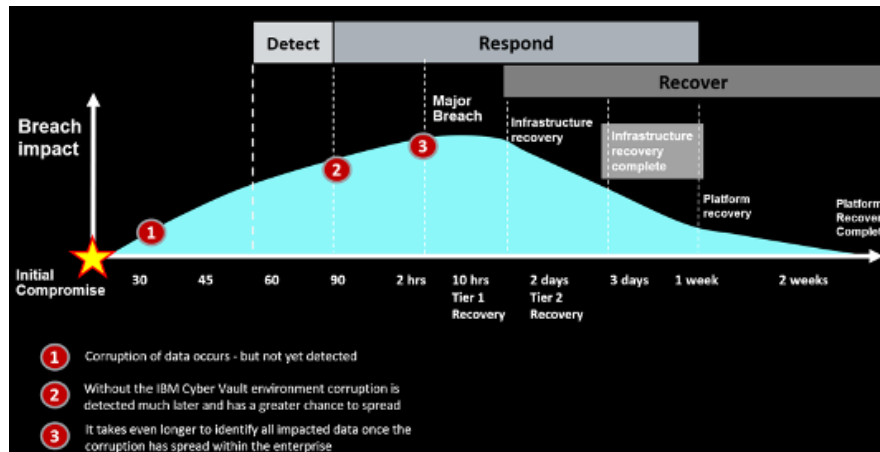 Detect
Respond
Recover
Breach
impact
Major
Breach
Infrastructure
recovery
Infrastructure
recovery
complete
Platform
recovery
Platform
Recover
Complet
1
2
3
Initial
Compromise
30
45
60
90
2 hrs
10 hrs
Tier 1
Recovery
2 days
Tier 2
Recovery
3 days
1 week
2 weeks
1 Corruption of data occurs - but not yet detected
2 Without the IBM Cyber Vault environment corruption is
detected much later and has a greater chance to spread
3 It takes even longer to identify all impacted data once the
corruption has spread within the enterprise